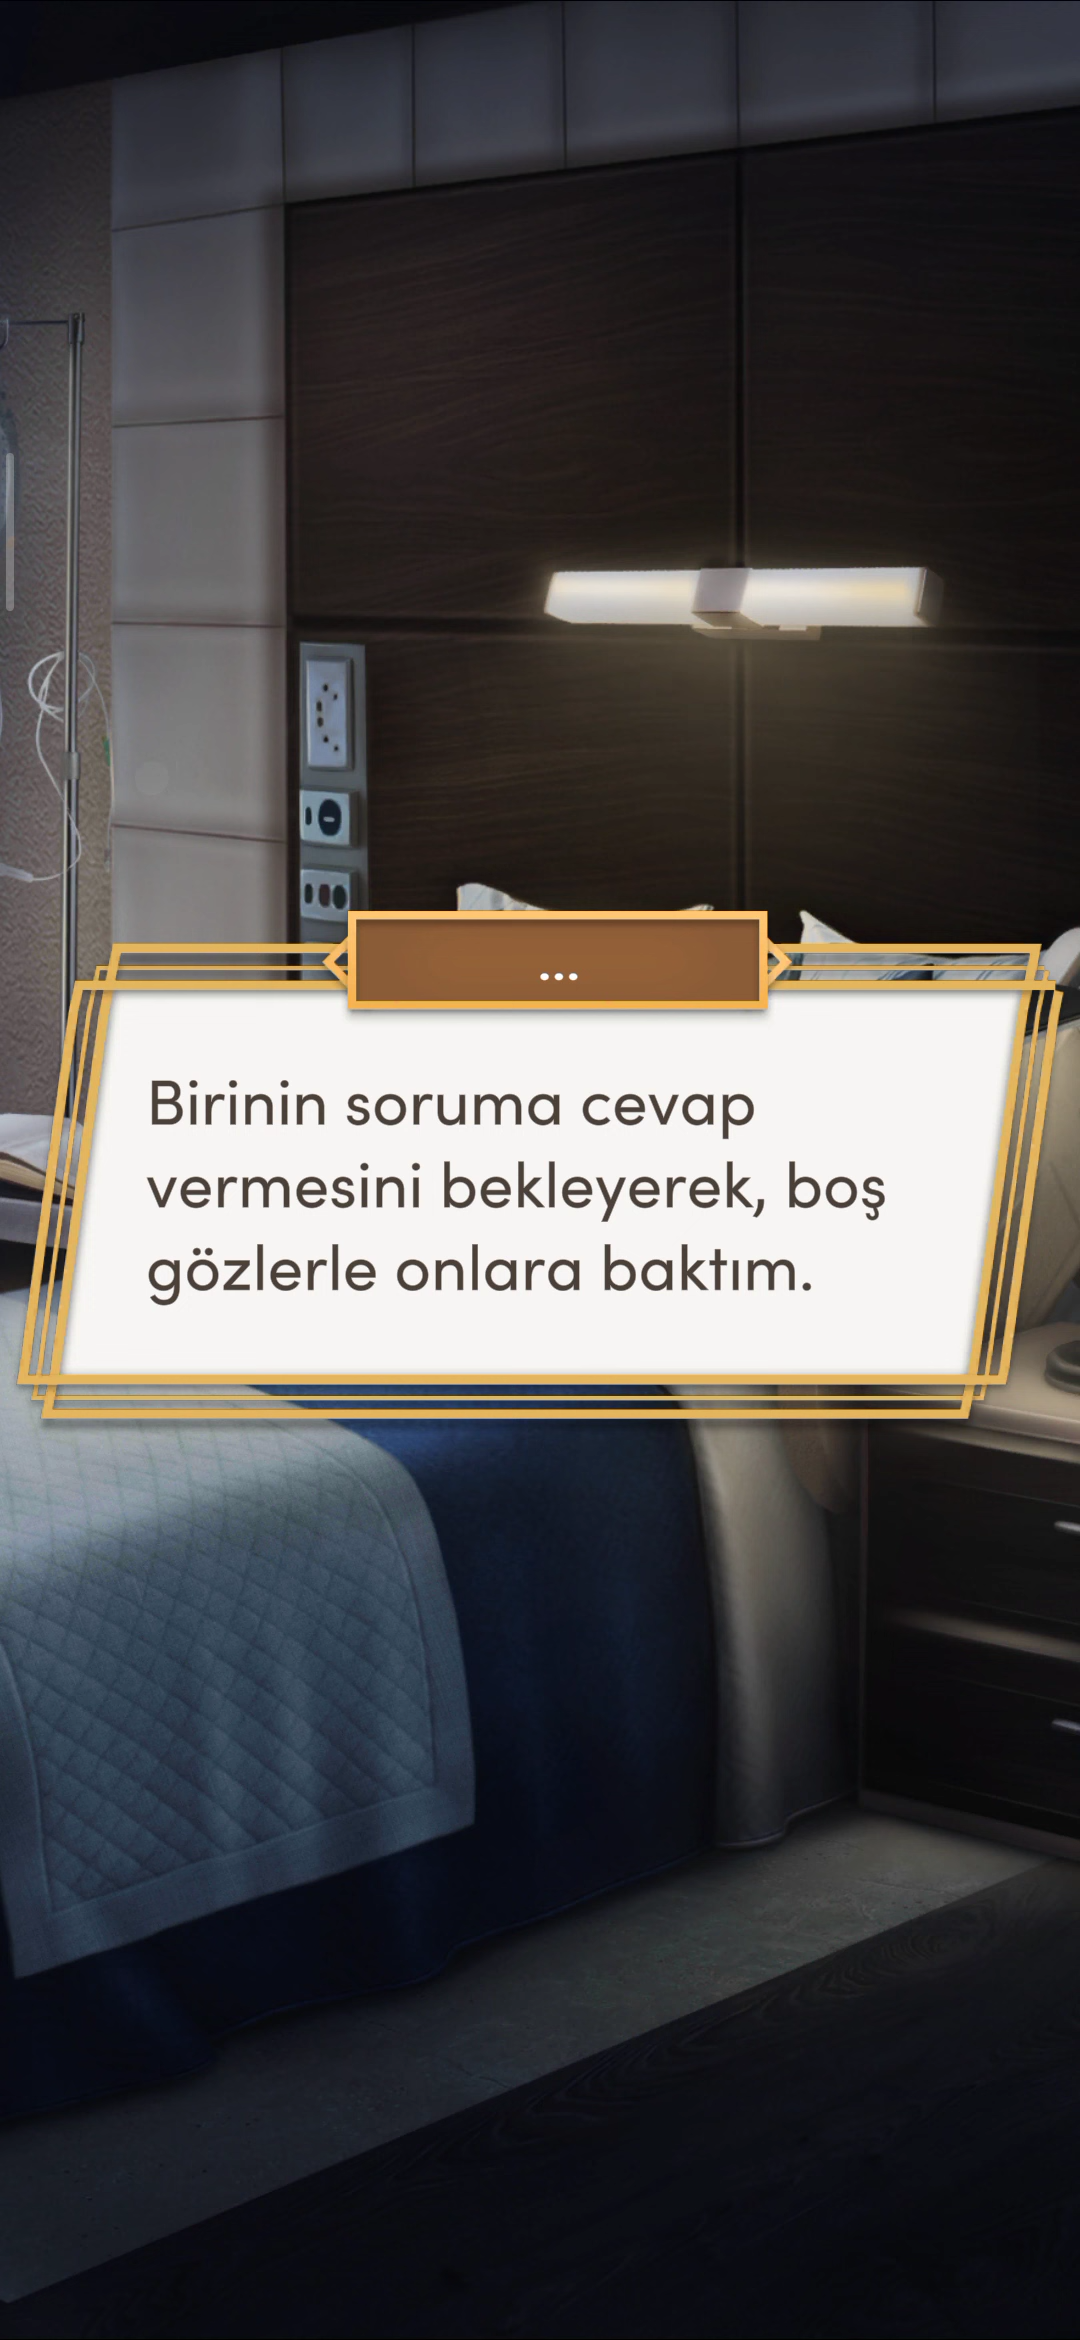 ...
Birinin soruma cevap
vermesini bekleyerek, boş
gözlerle onlara baktım.